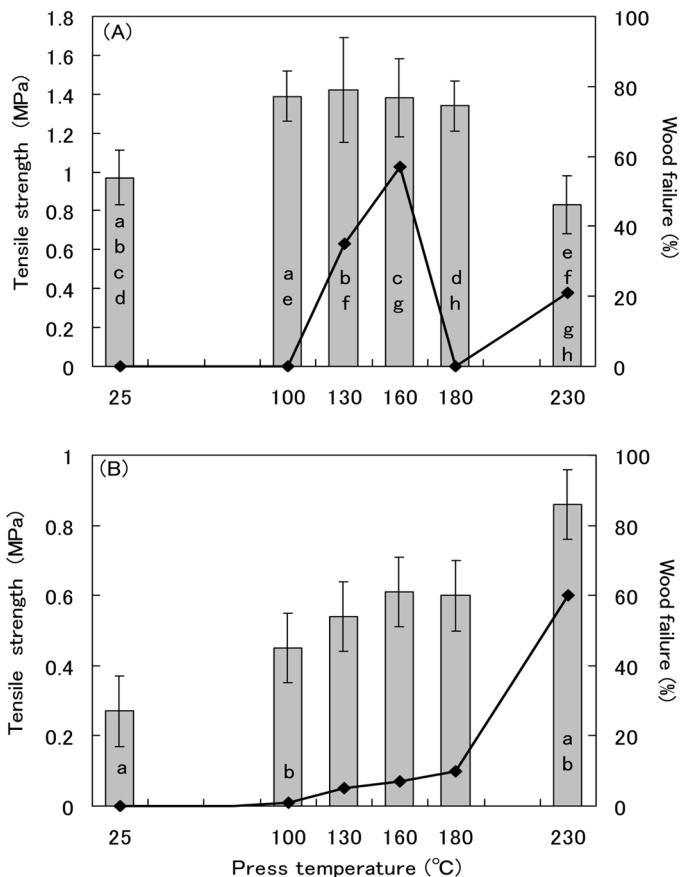 (A)
Tensile strength (MPa)
1.8
1.6
1.4
1.2
1
0.8
0.6
0.4
0.2
0
100
80
60
40
20
0
Wood failure (%)
a
b
c
d
a
e
b
f
c
g
d
h
e
f
g
h
25 100 130 160 180 230
(B)
Tensile strength (MPa)
1
0.8
0.6
0.4
0.2
0
100
80
60
40
20
0
Wood failure (%)
a
b
a
b
25 100 130 160 180 230
Press temperature (℃)